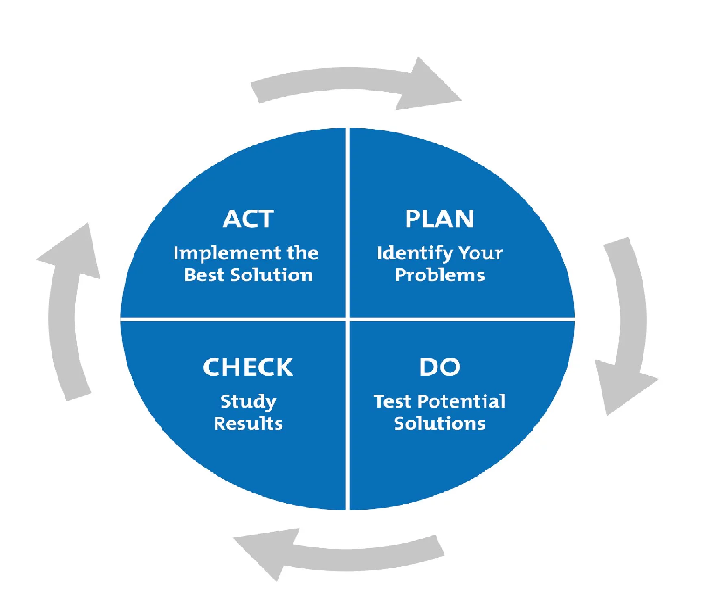 ACT
Implement the
Best Solution
PLAN
Identify Your
Problems
CHECK
Study
Results
DO
Test Potential
Solutions